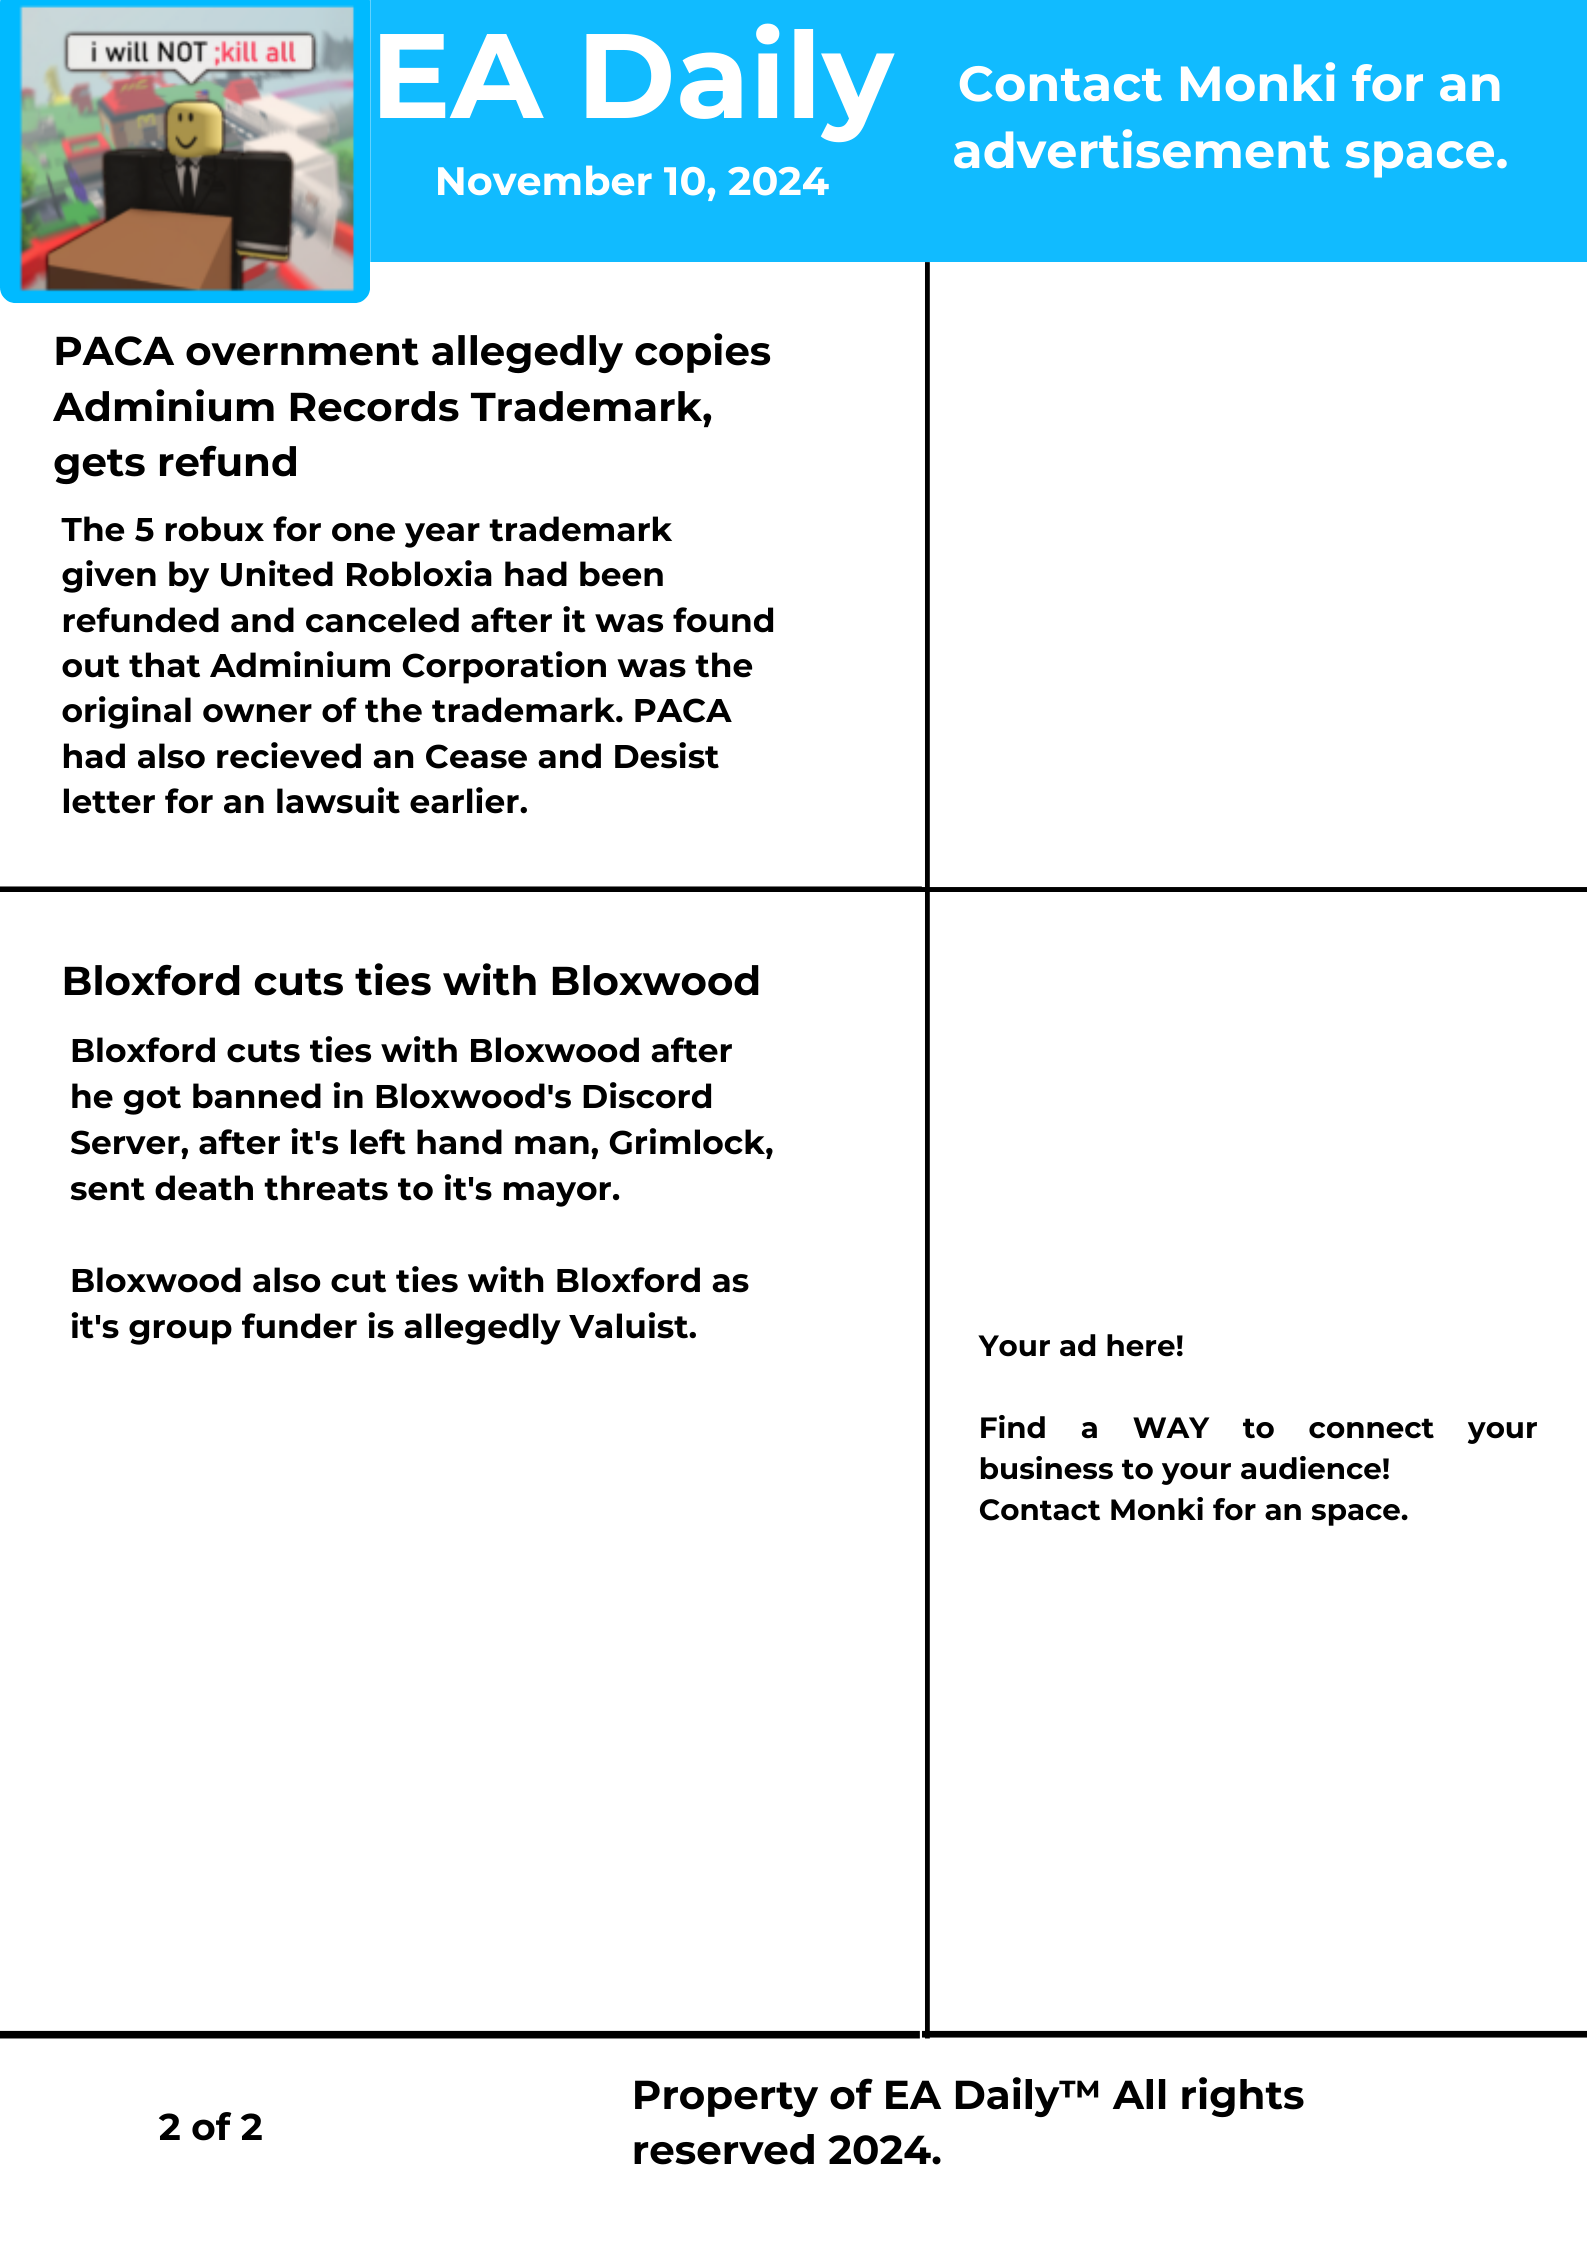 i will NOT ;kill all
EA Daily
November 10, 2024
Contact Monki for an
advertisement space.
PACA overnment allegedly copies
Adminium Records Trademark,
gets refund
The 5 robux for one year trademark
given by United Robloxia had been
refunded and canceled after it was found
out that Adminium Corporation was the
original owner of the trademark. PACA
had also recieved an Cease and Desist
letter for an lawsuit earlier.
Bloxford cuts ties with Bloxwood
Bloxford cuts ties with Bloxwood after
he got banned in Bloxwood's Discord
Server, after it's left hand man, Grimlock,
sent death threats to it's mayor.
Bloxwood also cut ties with Bloxford as
it's group funder is allegedly Valuist.
Your ad here!
Find a WAY to connect your
business to your audience!
Contact Monki for an space.
2 of 2
Property of EA Daily™ All rights
reserved 2024.